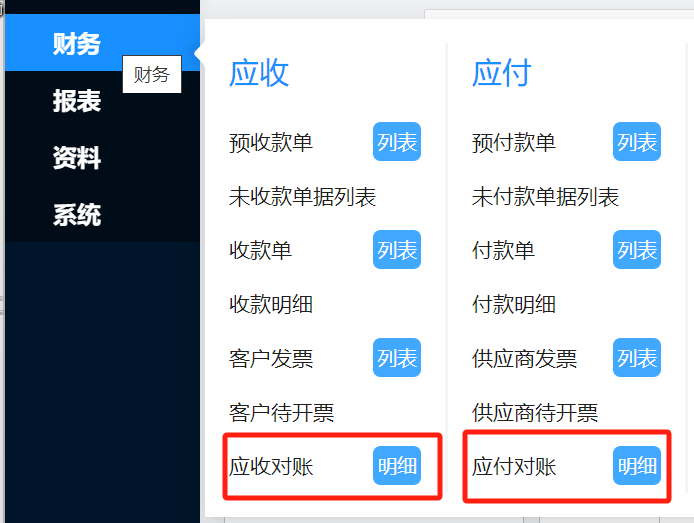 财务
财务
报表
资料
系统
应收
预收款单 列表
未收款单据列表
收款单 列表
收款明细
客户发票 列表
客户待开票
应收对账 明细
应付
预付款单 列表
未付款单据列表
付款单 列表
付款明细
供应商发票 列表
供应商待开票
应付对账 明细